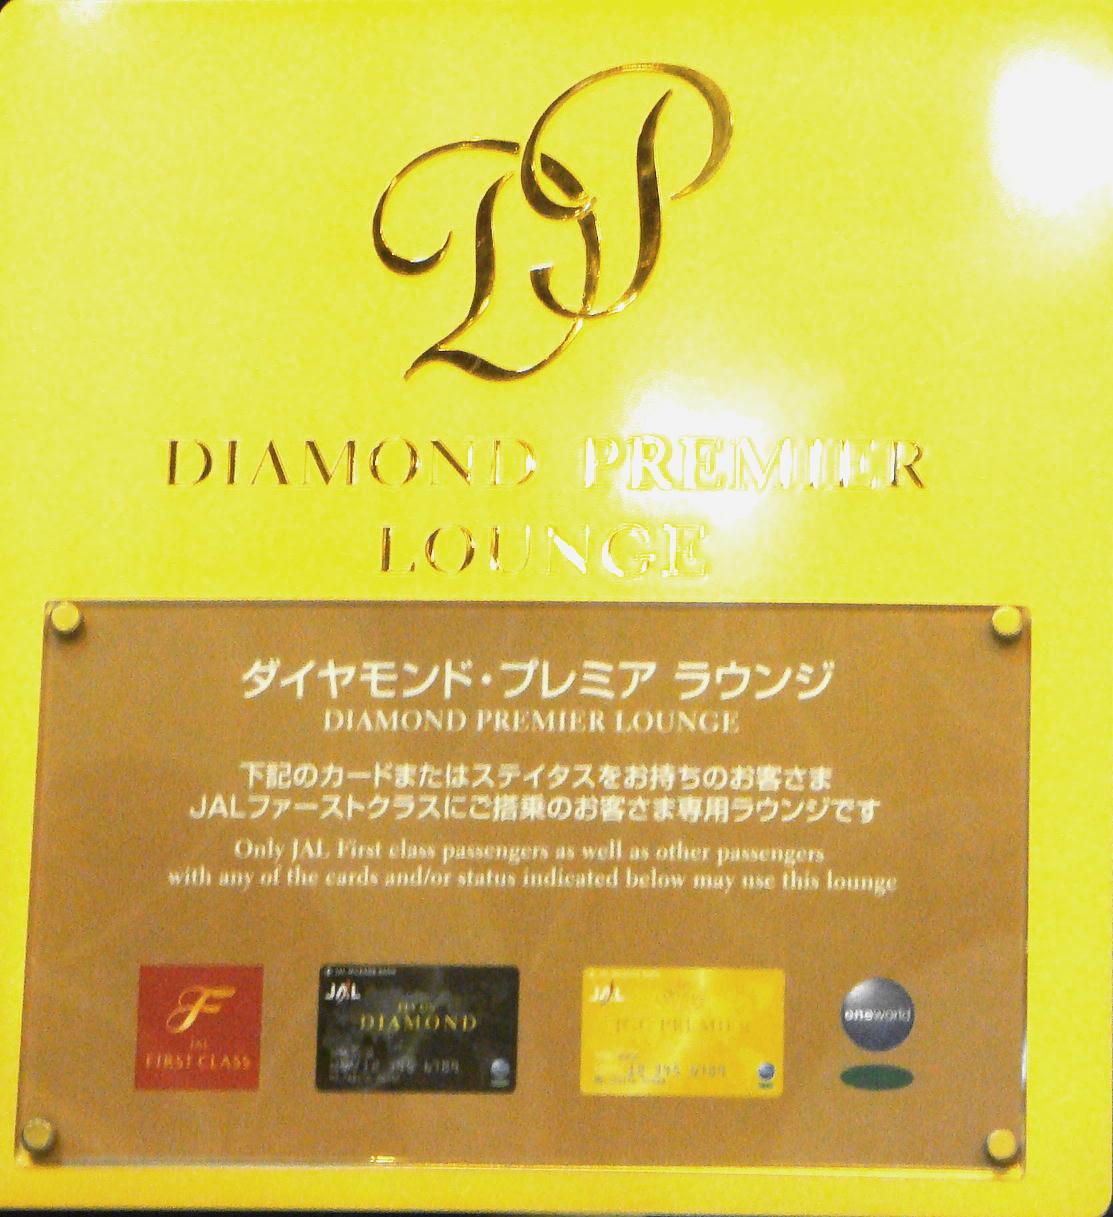 DP
DIAMOND PREMIER
LOUNGE
ダイヤモンド・プレミア ラウンジ
DIAMOND PREMIER LOUNGE
下記のカードまたはステイタスをお持ちのお客さま
JALファーストクラスにご搭乗のお客さま専用ラウンジです
Only JAL First class passengers as well as other passengers
with any of the cards and/or status indicated below may use this lounge
F
JAL
FIRST CLASS
JAL
DIAMOND
JAL
JGC PREMIER
oneworld